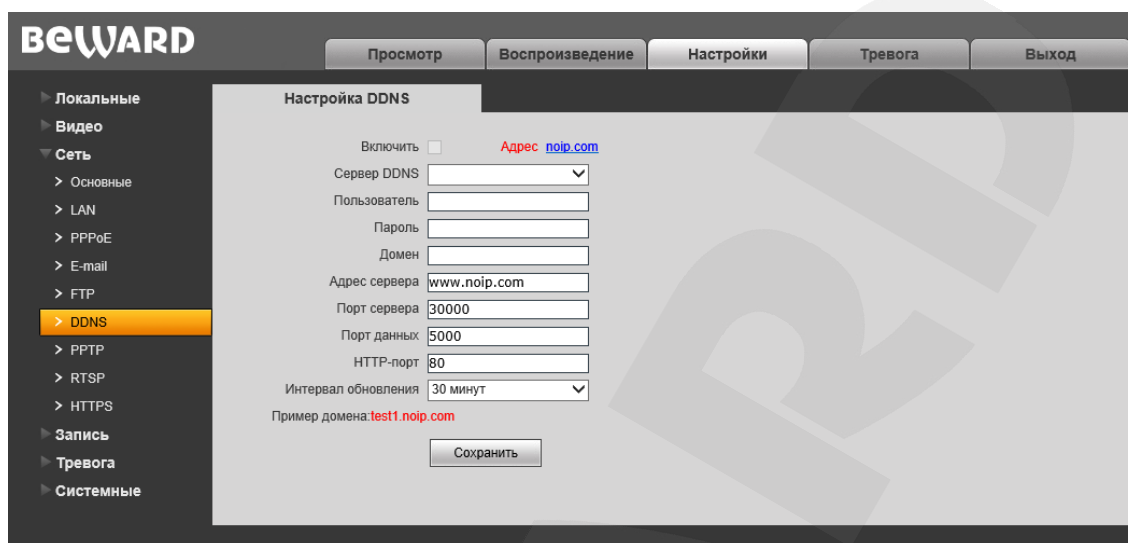 BEWARD
Просмотр Воспроизведение Настройки Тревога Выход
Локальные
Видео
Сеть
> Основные
> LAN
> PPPoE
> E-mail
> FTP
> DDNS
> PPTP
> RTSP
> HTTPS
Запись
Тревога
Системные
Настройка DDNS
Включить Адрес noip.com
Сервер DDNS
Пользователь
Пароль
Домен
Адрес сервера www.noip.com
Порт сервера 30000
Порт данных 5000
HTTP-порт 80
Интервал обновления 30 минут
Пример домена:test1.noip.com
Сохранить